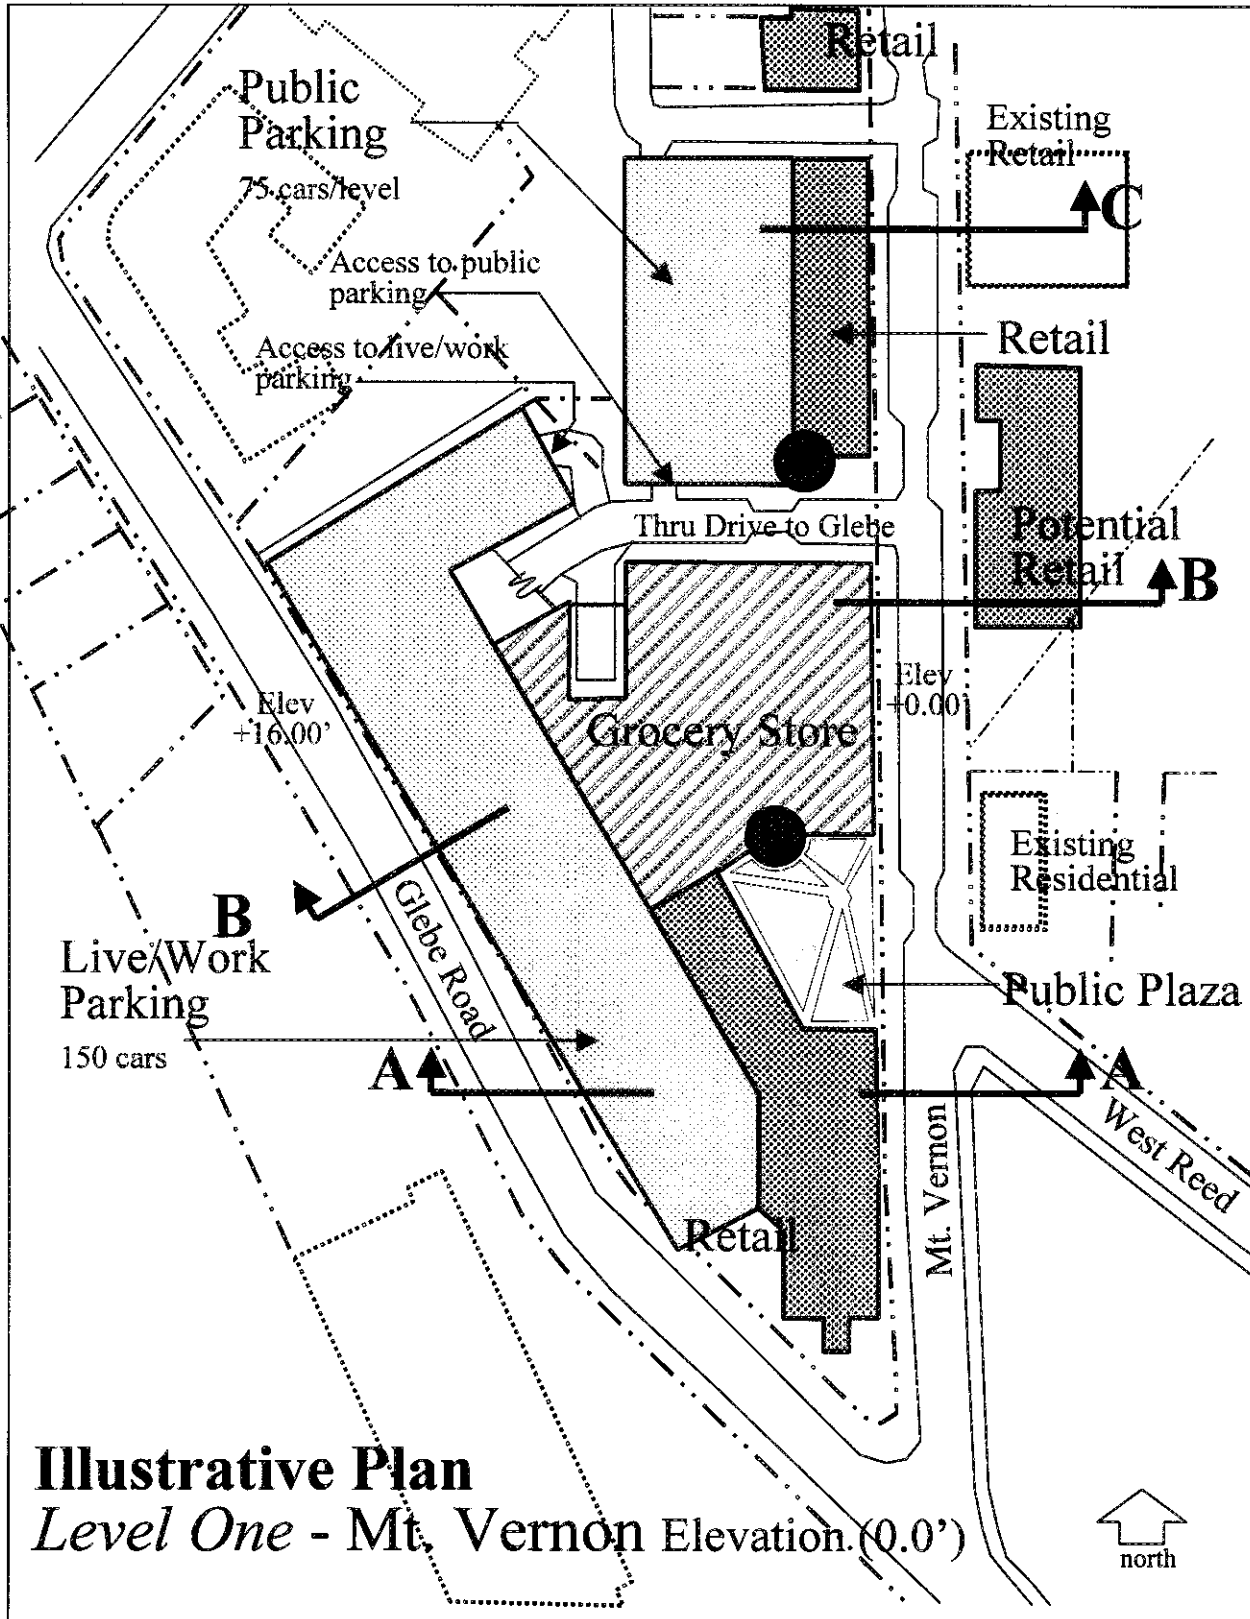 Retail
Public
Parking
75 cars/level
Existing
Retail
C
Access to public
parking
Retail
Access to live/work
parking
Thru Drive to Glebe
Potential
Retail
B
Elev
+0.00'
Elev
+16.00'
Grocery Store
Existing
Residential
B
Glebe Road
Live/Work
Parking
150 cars
Public Plaza
A
A
West Reed
Mt. Vernon
Retail
Illustrative Plan
Level One - Mt. Vernon Elevation (0.0')
north